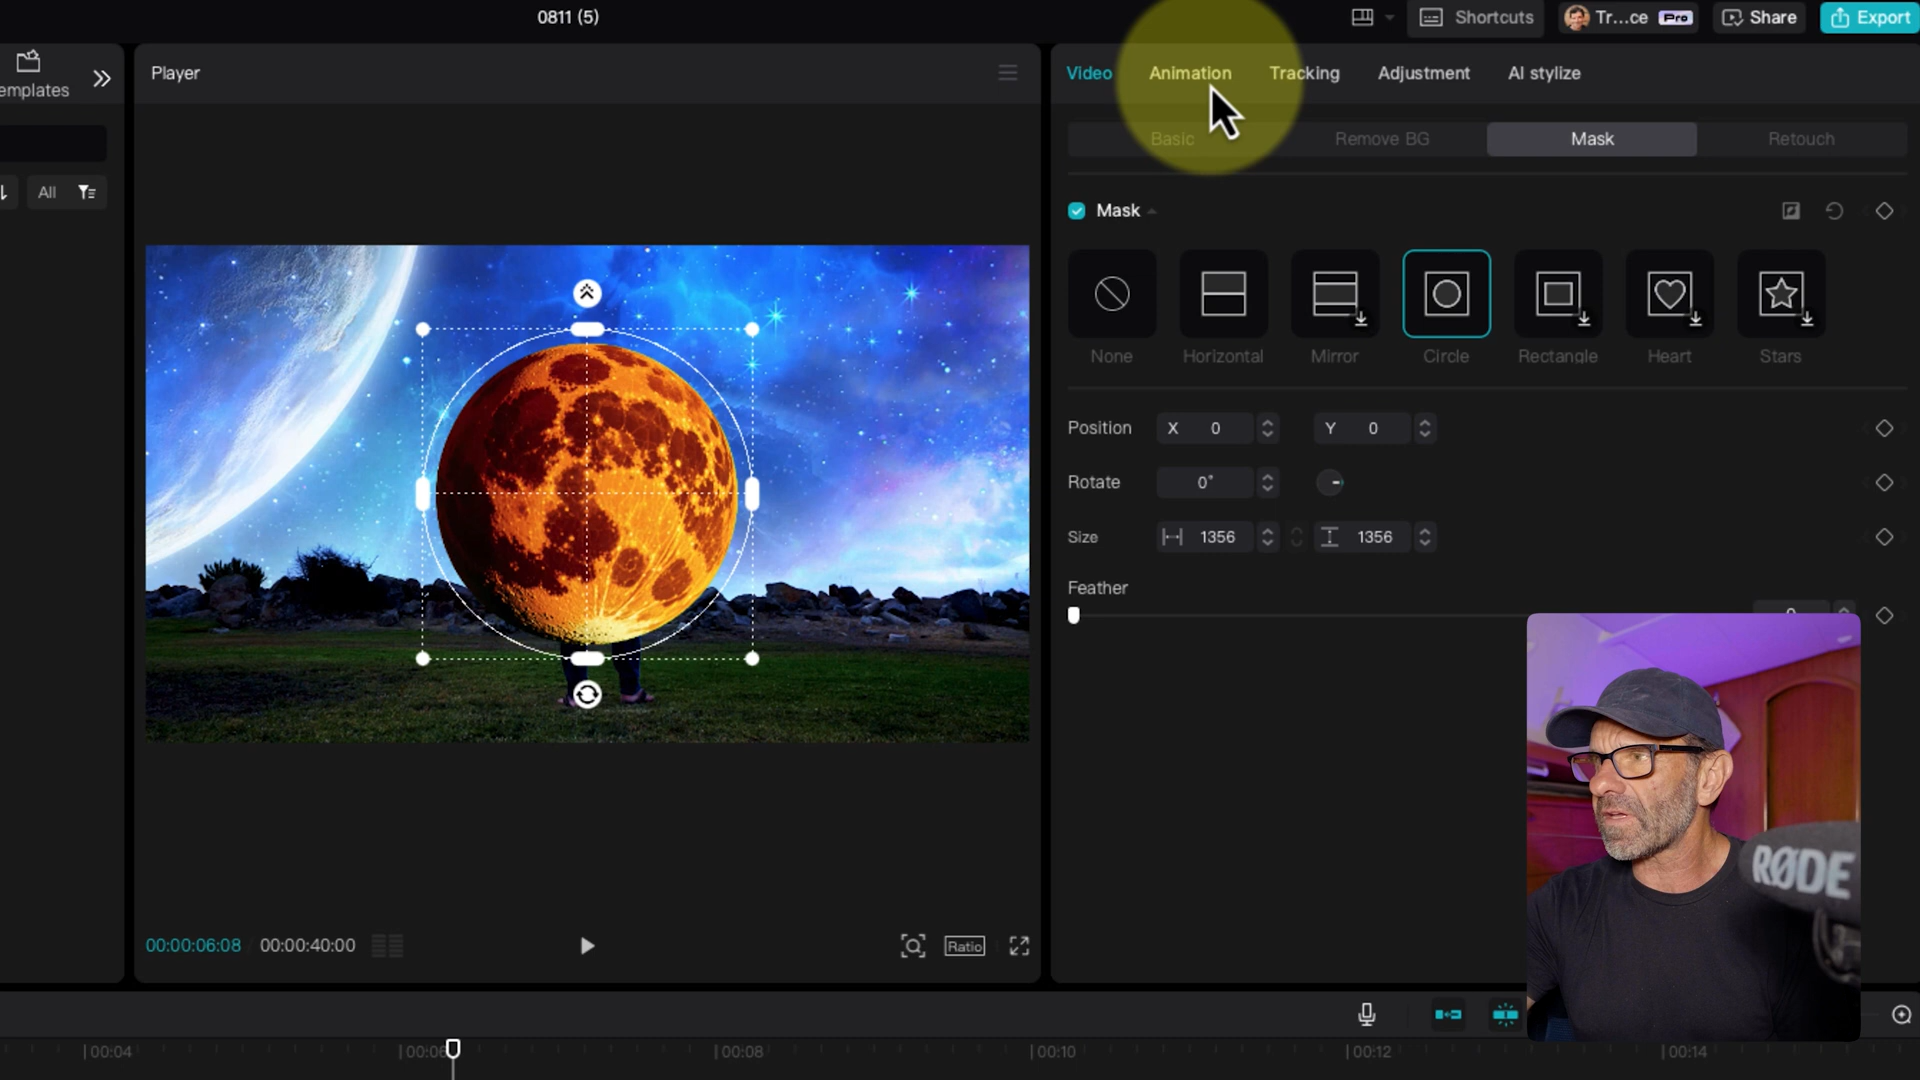 0811 (5)
Shortcuts
Tr...ce Pro
Share
Export
emplates
Player
Video Animation Tracking Adjustment AI stylize
Basic Remove BG Mask Retouch
All
Mask
None Horizontal Mirror Circle Rectangle Heart Stars
Position X 0 Y 0
Rotate 0°
Size 1356 1356
Feather
RØDE
00:00:06:08 00:00:40:00
Ratio
00:04 00:06 00:08 00:10 00:12 00:14